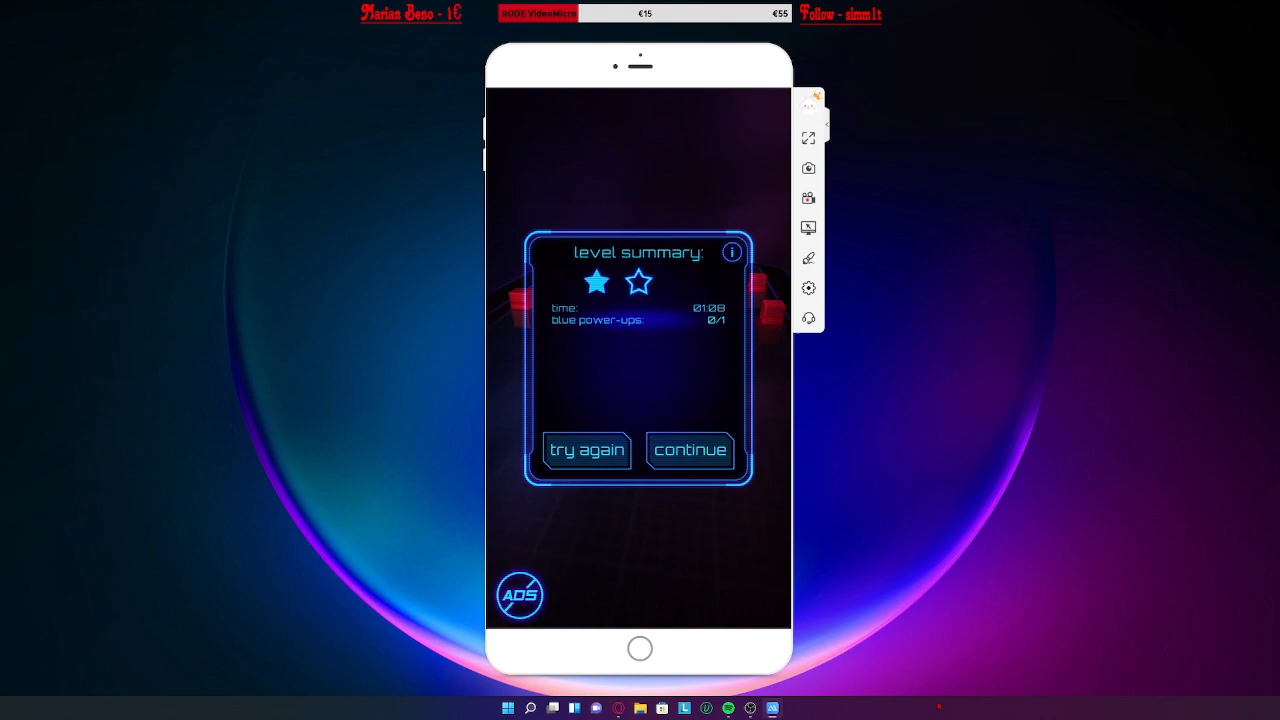 Marian Beno - 1€
RODE VideoMicro €15 €55
Follow - simm1t
level summary:
i
time: 01:08
blue power-ups: 0/1
try again
continue
ADS